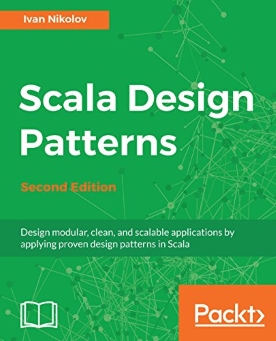 Ivan Nikolov
Scala Design
Patterns
Second Edition
Design modular, clean, and scalable applications by
applying proven design patterns in Scala
Packt>